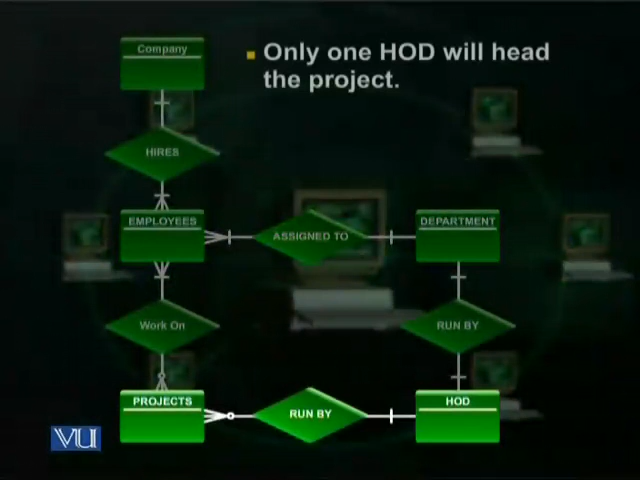 Company
▪ Only one HOD will head
the project.
HIRES
EMPLOYEES
ASSIGNED TO
DEPARTMENT
Work On
RUN BY
PROJECTS
RUN BY
HOD
VU